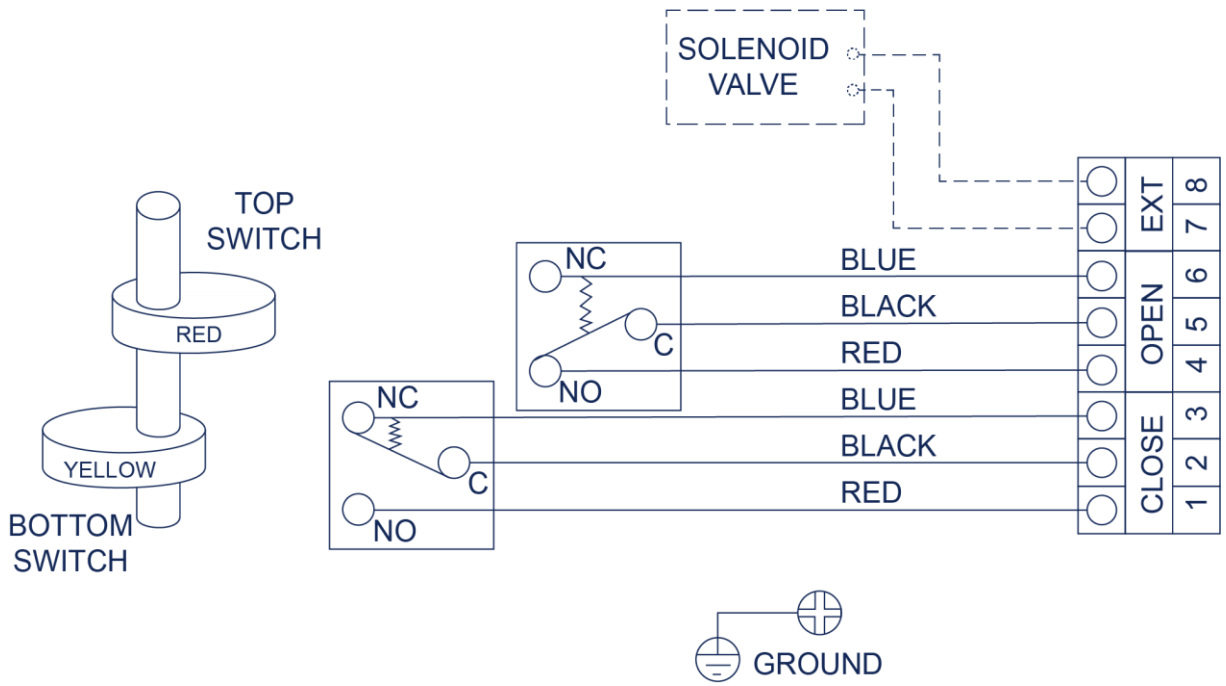 SOLENOID
VALVE
TOP
SWITCH
RED
YELLOW
BOTTOM
SWITCH
NC
C
NO
NC
C
NO
BLUE
BLACK
RED
BLUE
BLACK
RED
EXT
OPEN
CLOSE
8
7
6
5
4
3
2
1
GROUND